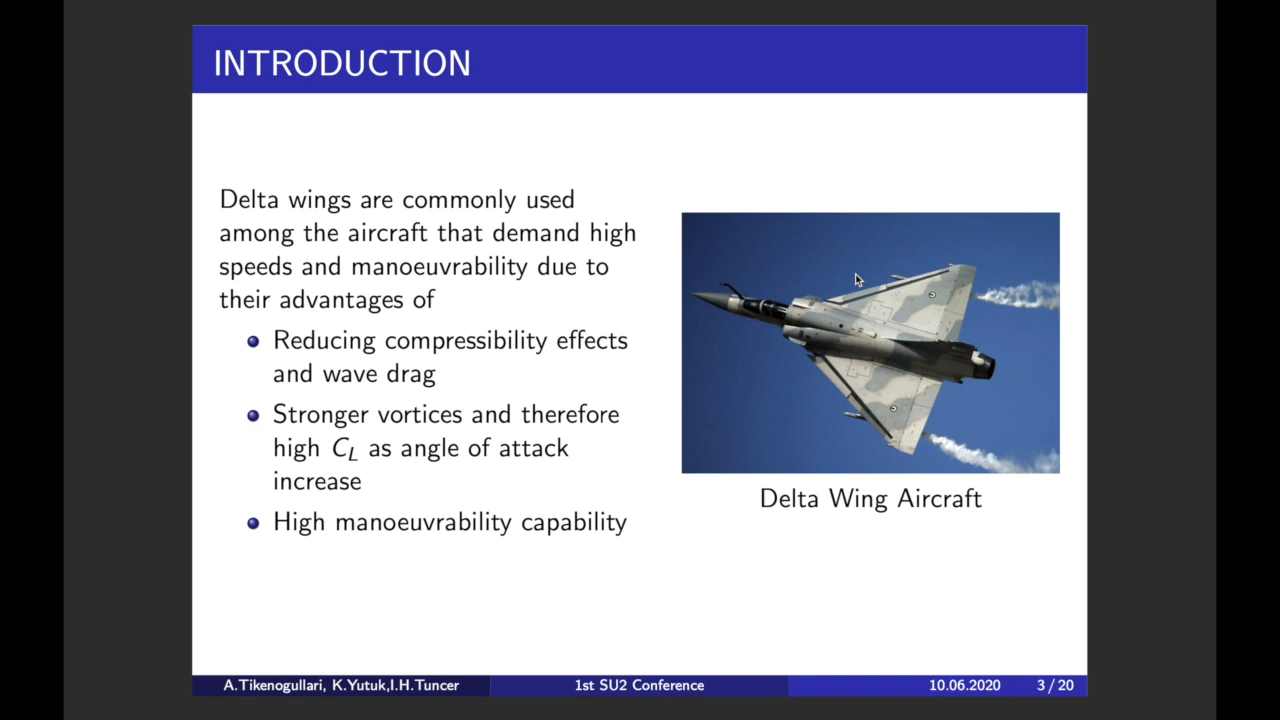 INTRODUCTION
Delta wings are commonly used
among the aircraft that demand high
speeds and manoeuvrability due to
their advantages of
Reducing compressibility effects
and wave drag
Stronger vortices and therefore
high C_L as angle of attack
increase
High manoeuvrability capability
Delta Wing Aircraft
A.Tikenogullari, K.Yutuk,I.H.Tuncer
1st SU2 Conference
10.06.2020
3 / 20